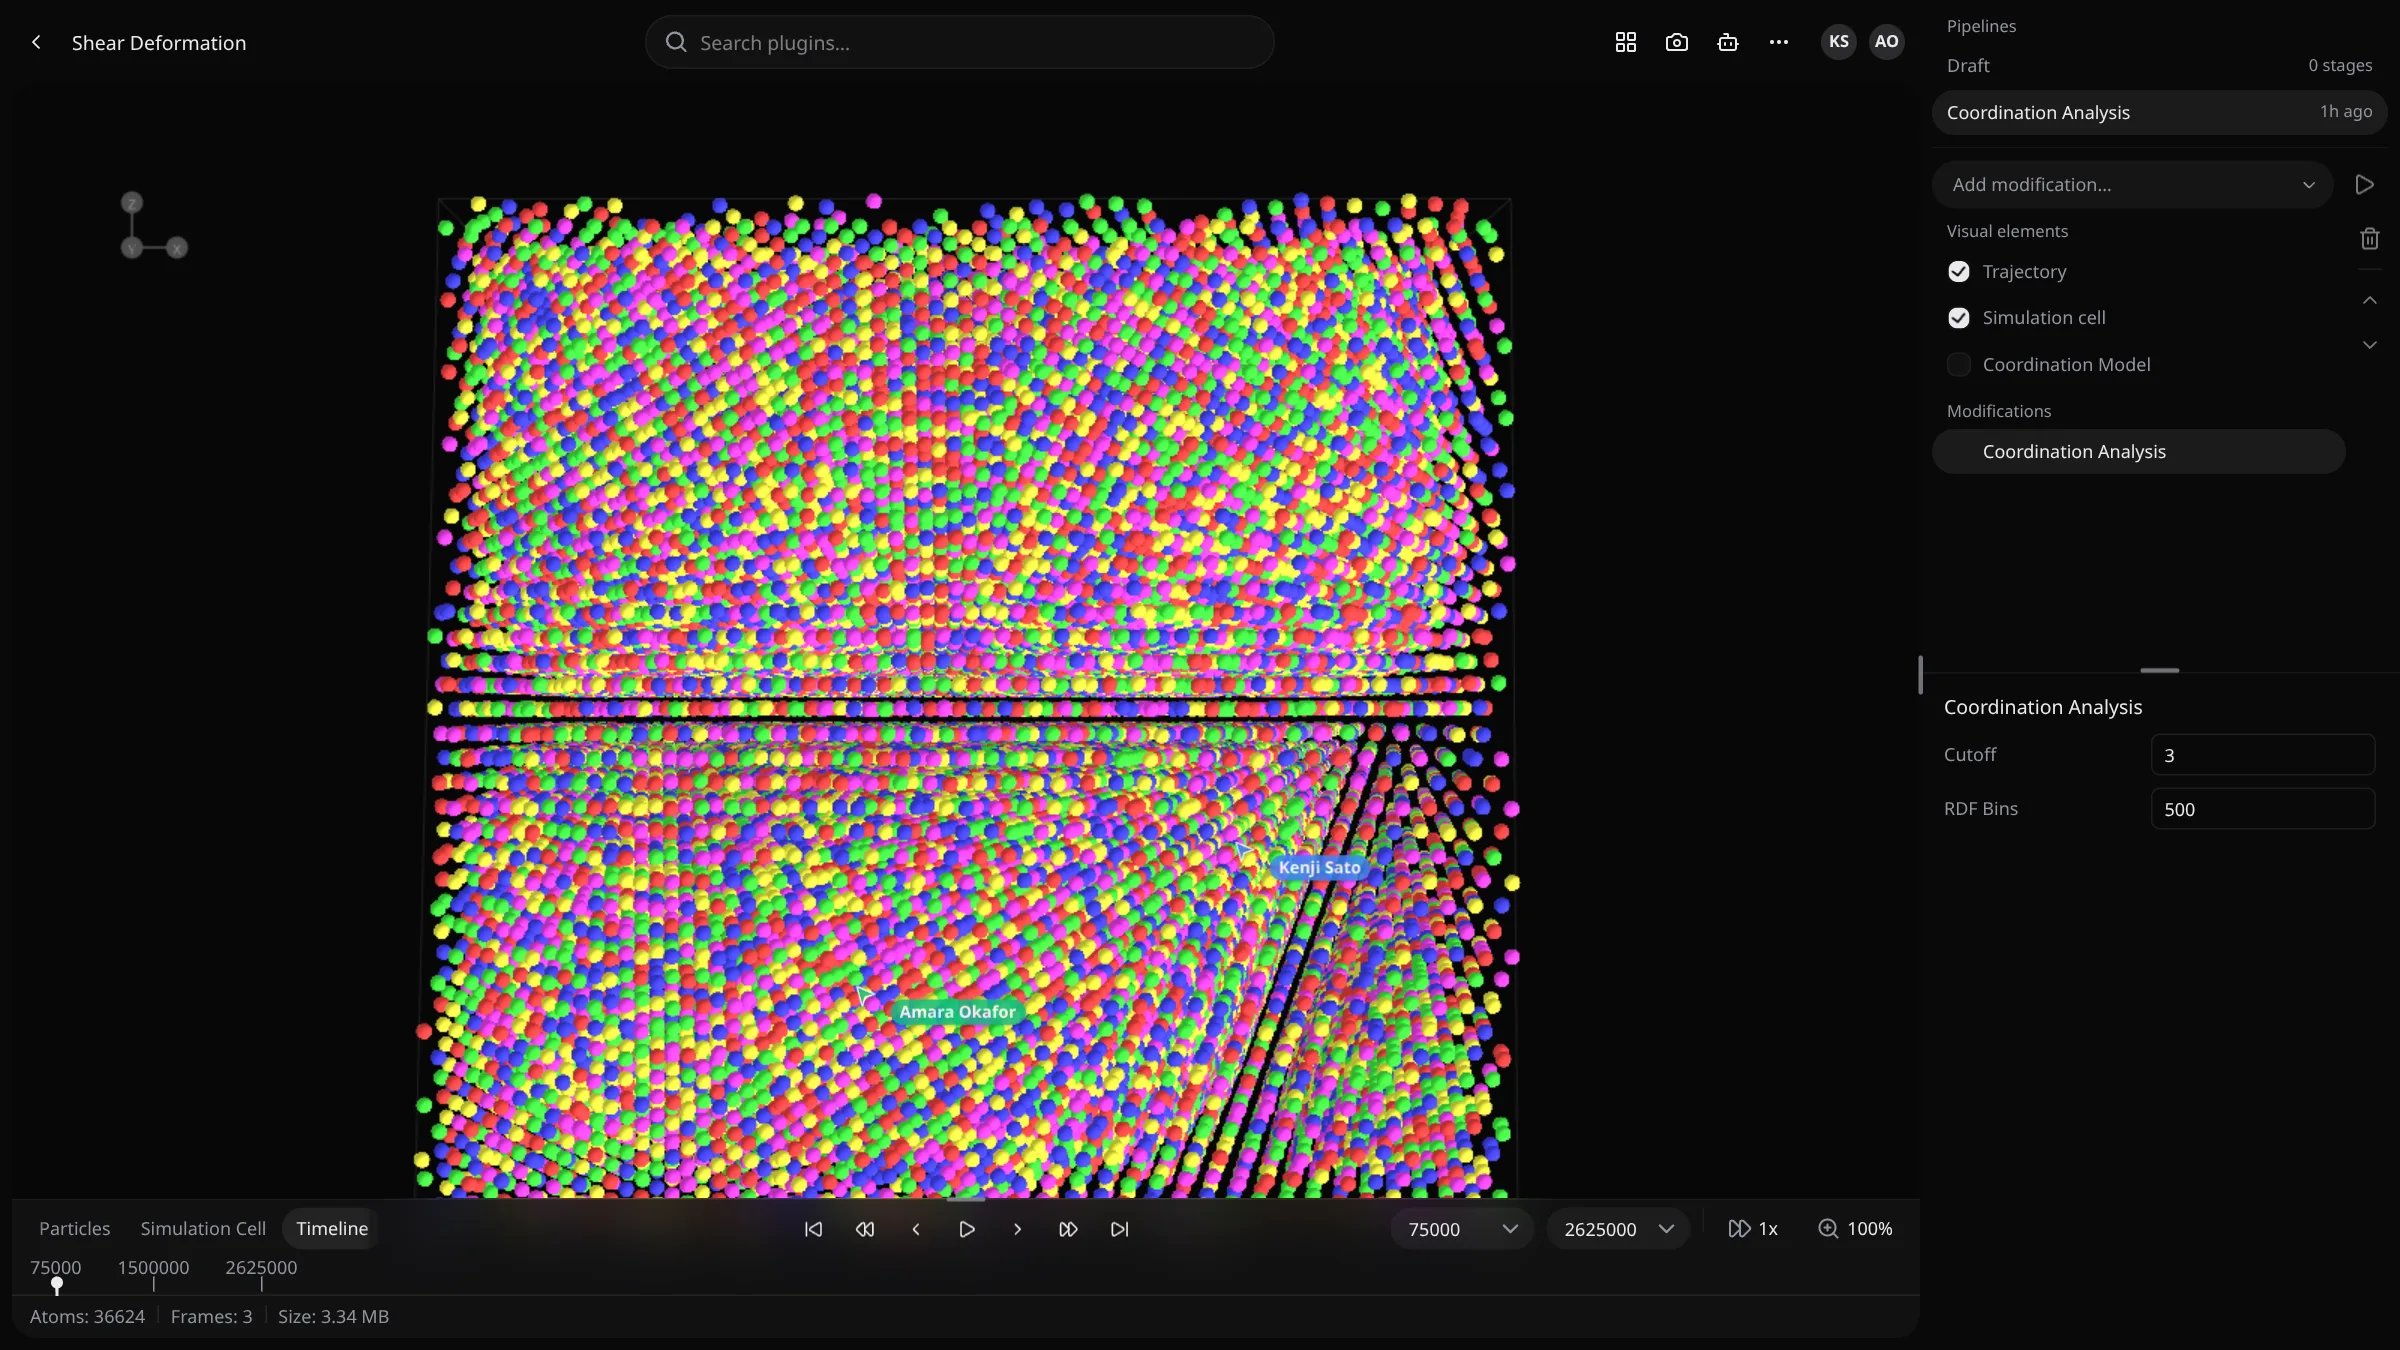 Shear Deformation
Search plugins...
KS
AO
Pipelines
Draft
0 stages
Coordination Analysis
1h ago
Add modification...
Visual elements
Trajectory
Simulation cell
Coordination Model
Modifications
Coordination Analysis
Z
Y
X
Coordination Analysis
Cutoff
3
RDF Bins
500
Kenji Sato
Amara Okafor
Particles
Simulation Cell
Timeline
75000
2625000
1x
100%
75000
1500000
2625000
Atoms: 36624
Frames: 3
Size: 3.34 MB